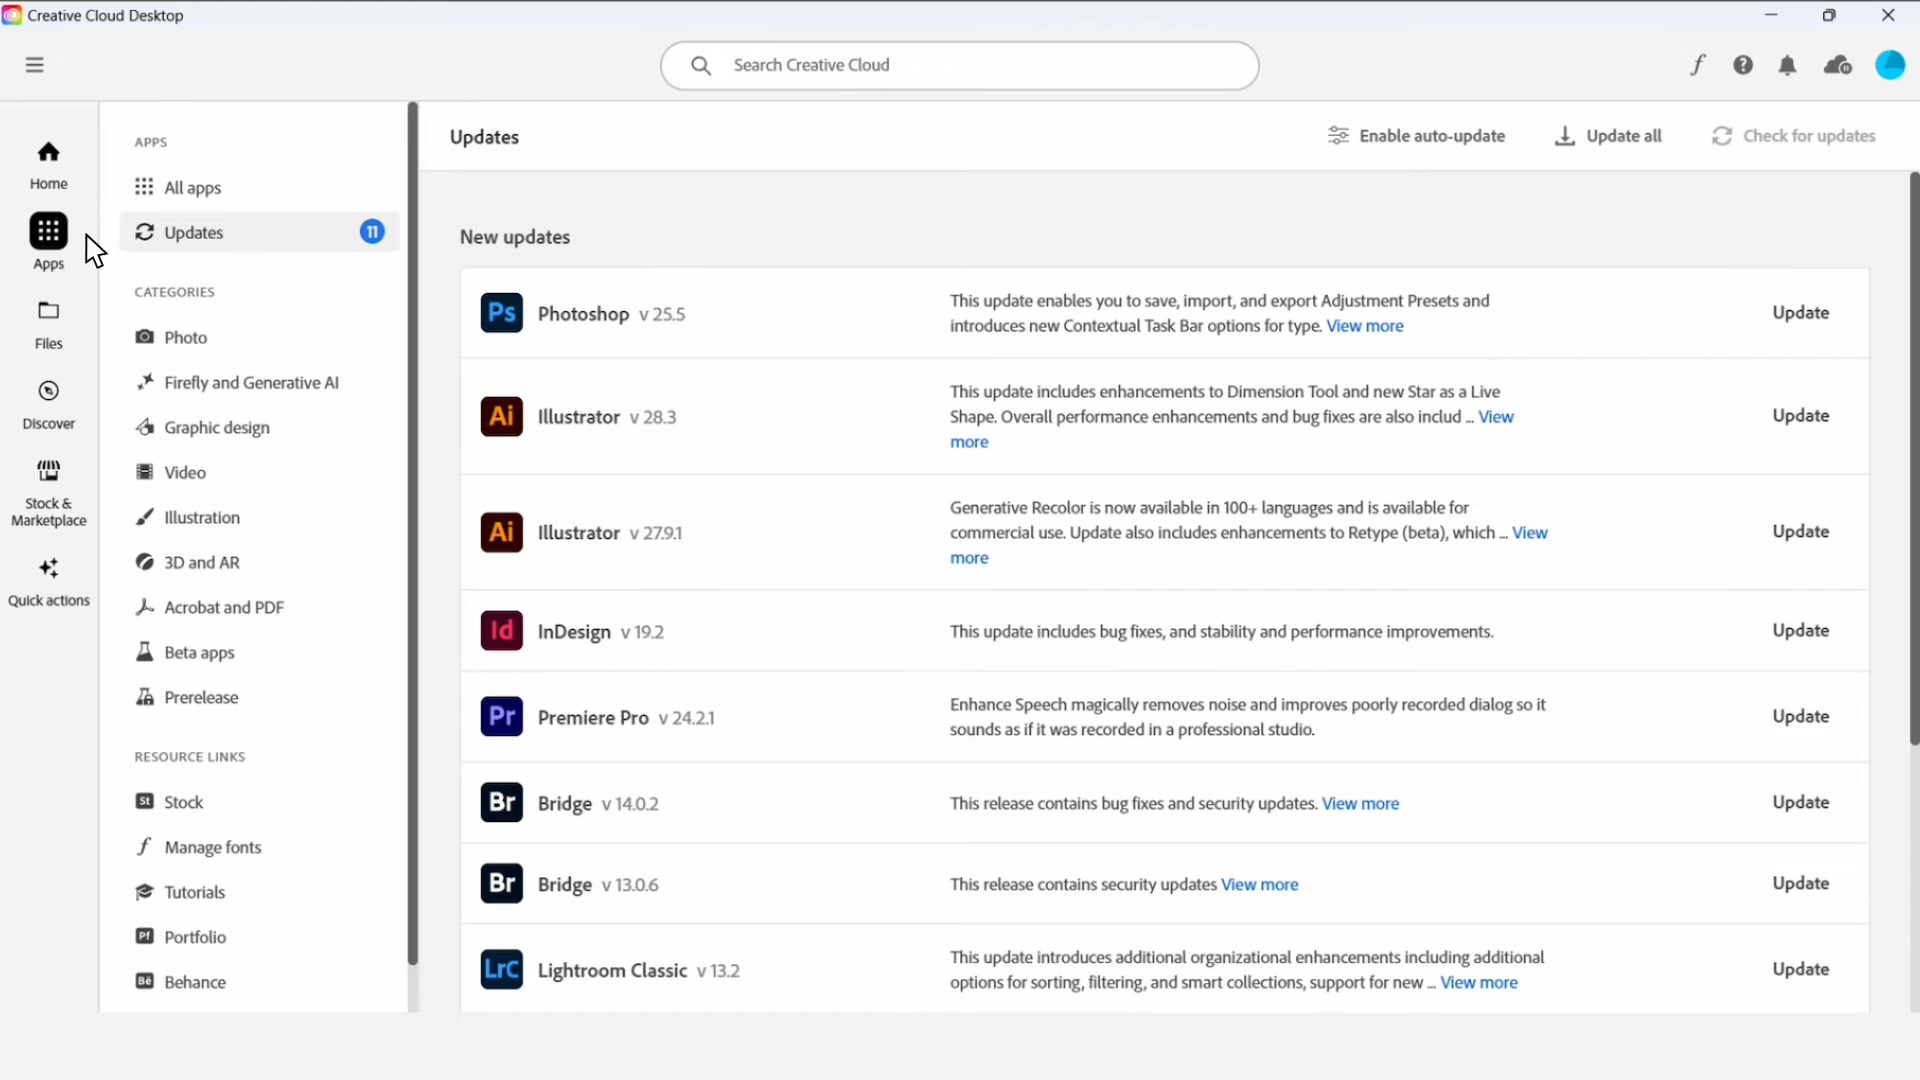 Creative Cloud Desktop
Search Creative Cloud
f
Home
Apps
Files
Discover
Stock &
Marketplace
Quick actions
APPS
All apps
Updates 11
CATEGORIES
Photo
Firefly and Generative AI
Graphic design
Video
Illustration
3D and AR
Acrobat and PDF
Beta apps
Prerelease
RESOURCE LINKS
St Stock
f Manage fonts
Tutorials
Pf Portfolio
Bē Behance
Updates
Enable auto-update
Update all
Check for updates
New updates
Ps Photoshop v 25.5
This update enables you to save, import, and export Adjustment Presets and
introduces new Contextual Task Bar options for type. View more
Update
Ai Illustrator v 28.3
This update includes enhancements to Dimension Tool and new Star as a Live
Shape. Overall performance enhancements and bug fixes are also includ ... View
more
Update
Ai Illustrator v 27.9.1
Generative Recolor is now available in 100+ languages and is available for
commercial use. Update also includes enhancements to Retype (beta), which ... View
more
Update
Id InDesign v 19.2
This update includes bug fixes, and stability and performance improvements.
Update
Pr Premiere Pro v 24.2.1
Enhance Speech magically removes noise and improves poorly recorded dialog so it
sounds as if it was recorded in a professional studio.
Update
Br Bridge v 14.0.2
This release contains bug fixes and security updates. View more
Update
Br Bridge v 13.0.6
This release contains security updates View more
Update
LrC Lightroom Classic v 13.2
This update introduces additional organizational enhancements including additional
options for sorting, filtering, and smart collections, support for new ... View more
Update